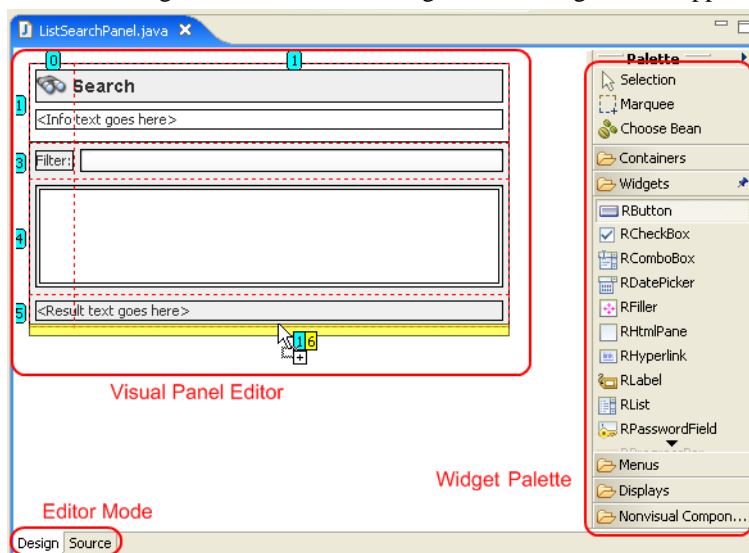 ListSearchPanel.java
Palette
0
1
Selection
Search
Marquee
1
<Info text goes here>
Choose Bean
3
Filter:
Containers
Widgets
RButton
RCheckBox
4
RComboBox
RDatePicker
RFiller
5
<Result text goes here>
RHtmlPane
1 6
RHyperlink
RLabel
Visual Panel Editor
RList
RPasswordField
Menus
Widget Palette
Displays
Editor Mode
Nonvisual Compon...
Design
Source